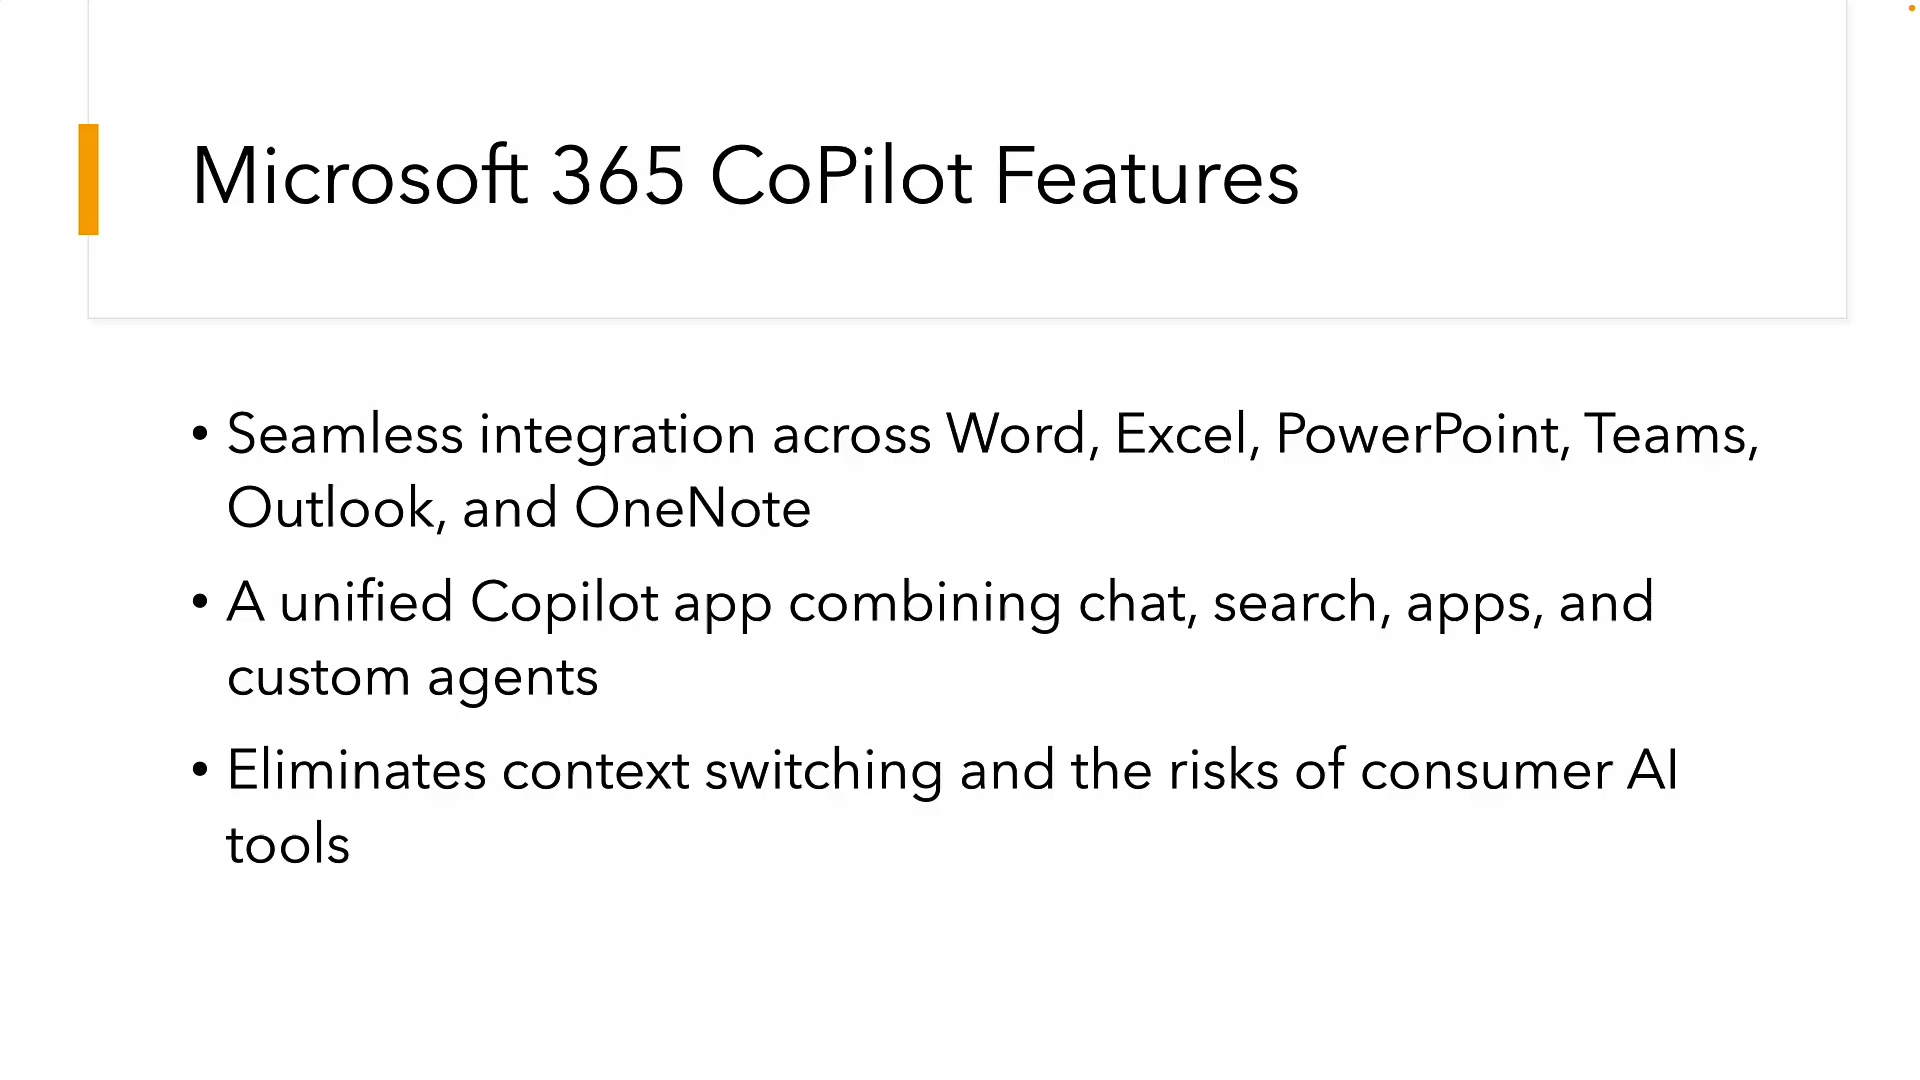 Microsoft 365 CoPilot Features
• Seamless integration across Word, Excel, PowerPoint, Teams,
Outlook, and OneNote
• A unified Copilot app combining chat, search, apps, and
custom agents
• Eliminates context switching and the risks of consumer AI
tools